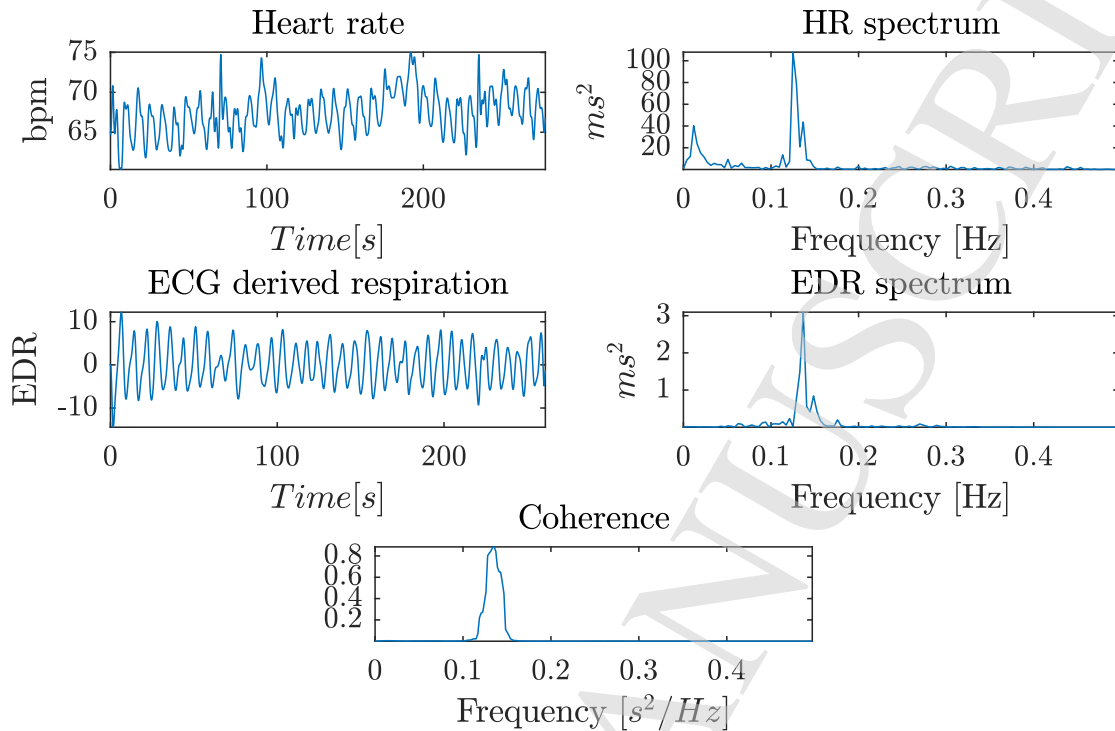 Heart rate
75
70
65
bpm
0
100
200
Time[s]
HR spectrum
100
80
60
40
20
ms²
0
0.1
0.2
0.3
0.4
Frequency [Hz]
ECG derived respiration
10
0
-10
EDR
0
100
200
Time[s]
EDR spectrum
3
2
1
ms²
0
0.1
0.2
0.3
0.4
Frequency [Hz]
Coherence
0.8
0.6
0.4
0.2
0
0.1
0.2
0.3
0.4
Frequency [s²/Hz]
ANUSCRI